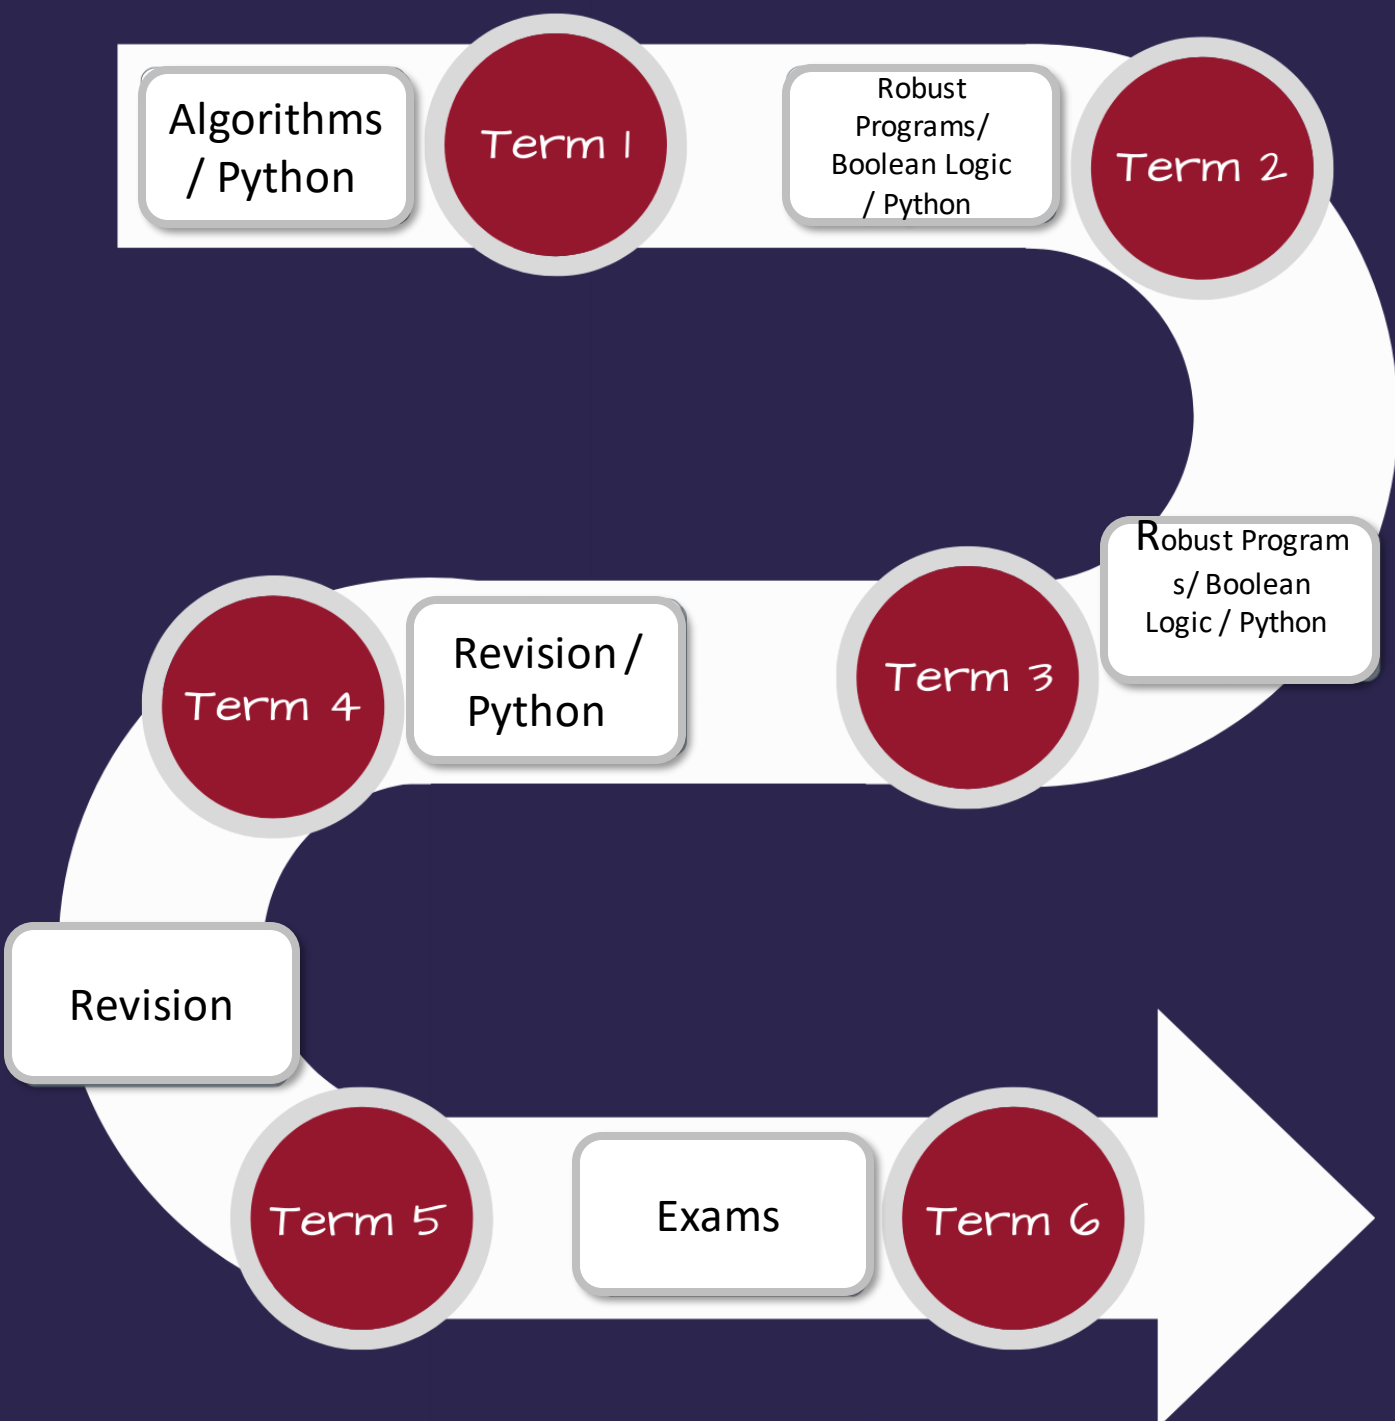 Algorithms
/ Python
Term 1
Robust
Programs/
Boolean Logic
/ Python
Term 2
Robust Program
s/ Boolean
Logic / Python
Term 3
Revision /
Python
Term 4
Revision
Term 5
Exams
Term 6